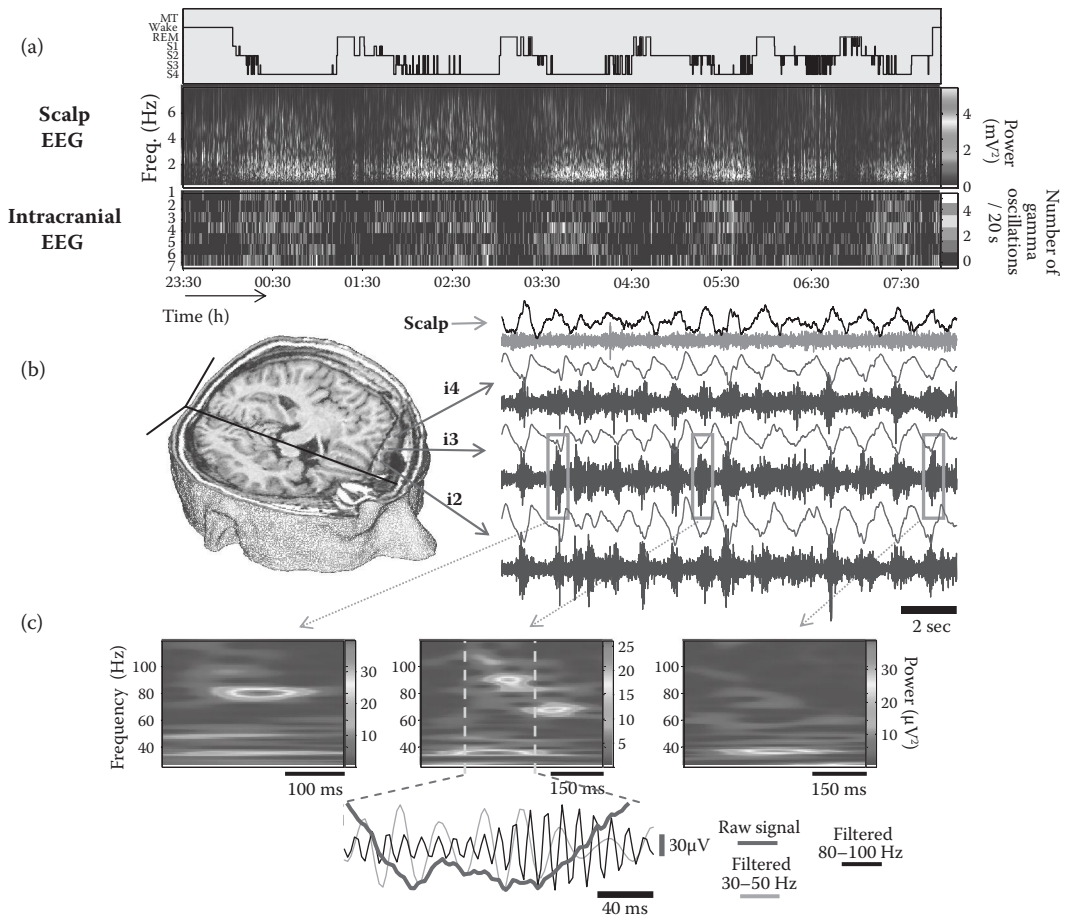 (a)
MT
Wake
REM
S1
S2
S3
S4
Scalp
EEG
Freq. (Hz)
6
4
2
4
2
0
Power
(mV²)
Intracranial
EEG
1
2
3
4
5
6
7
4
2
0
Number of
gamma
oscillations
/ 20 s
23:30
00:30
01:30
02:30
03:30
04:30
05:30
06:30
07:30
Time (h)
(b)
Scalp
i4
i3
i2
2 sec
(c)
Frequency (Hz)
100
80
60
40
30
20
10
100 ms
100
80
60
40
25
20
15
10
5
150 ms
100
80
60
40
30
20
10
Power (µV²)
150 ms
30µV
40 ms
Raw signal
Filtered
30–50 Hz
Filtered
80–100 Hz